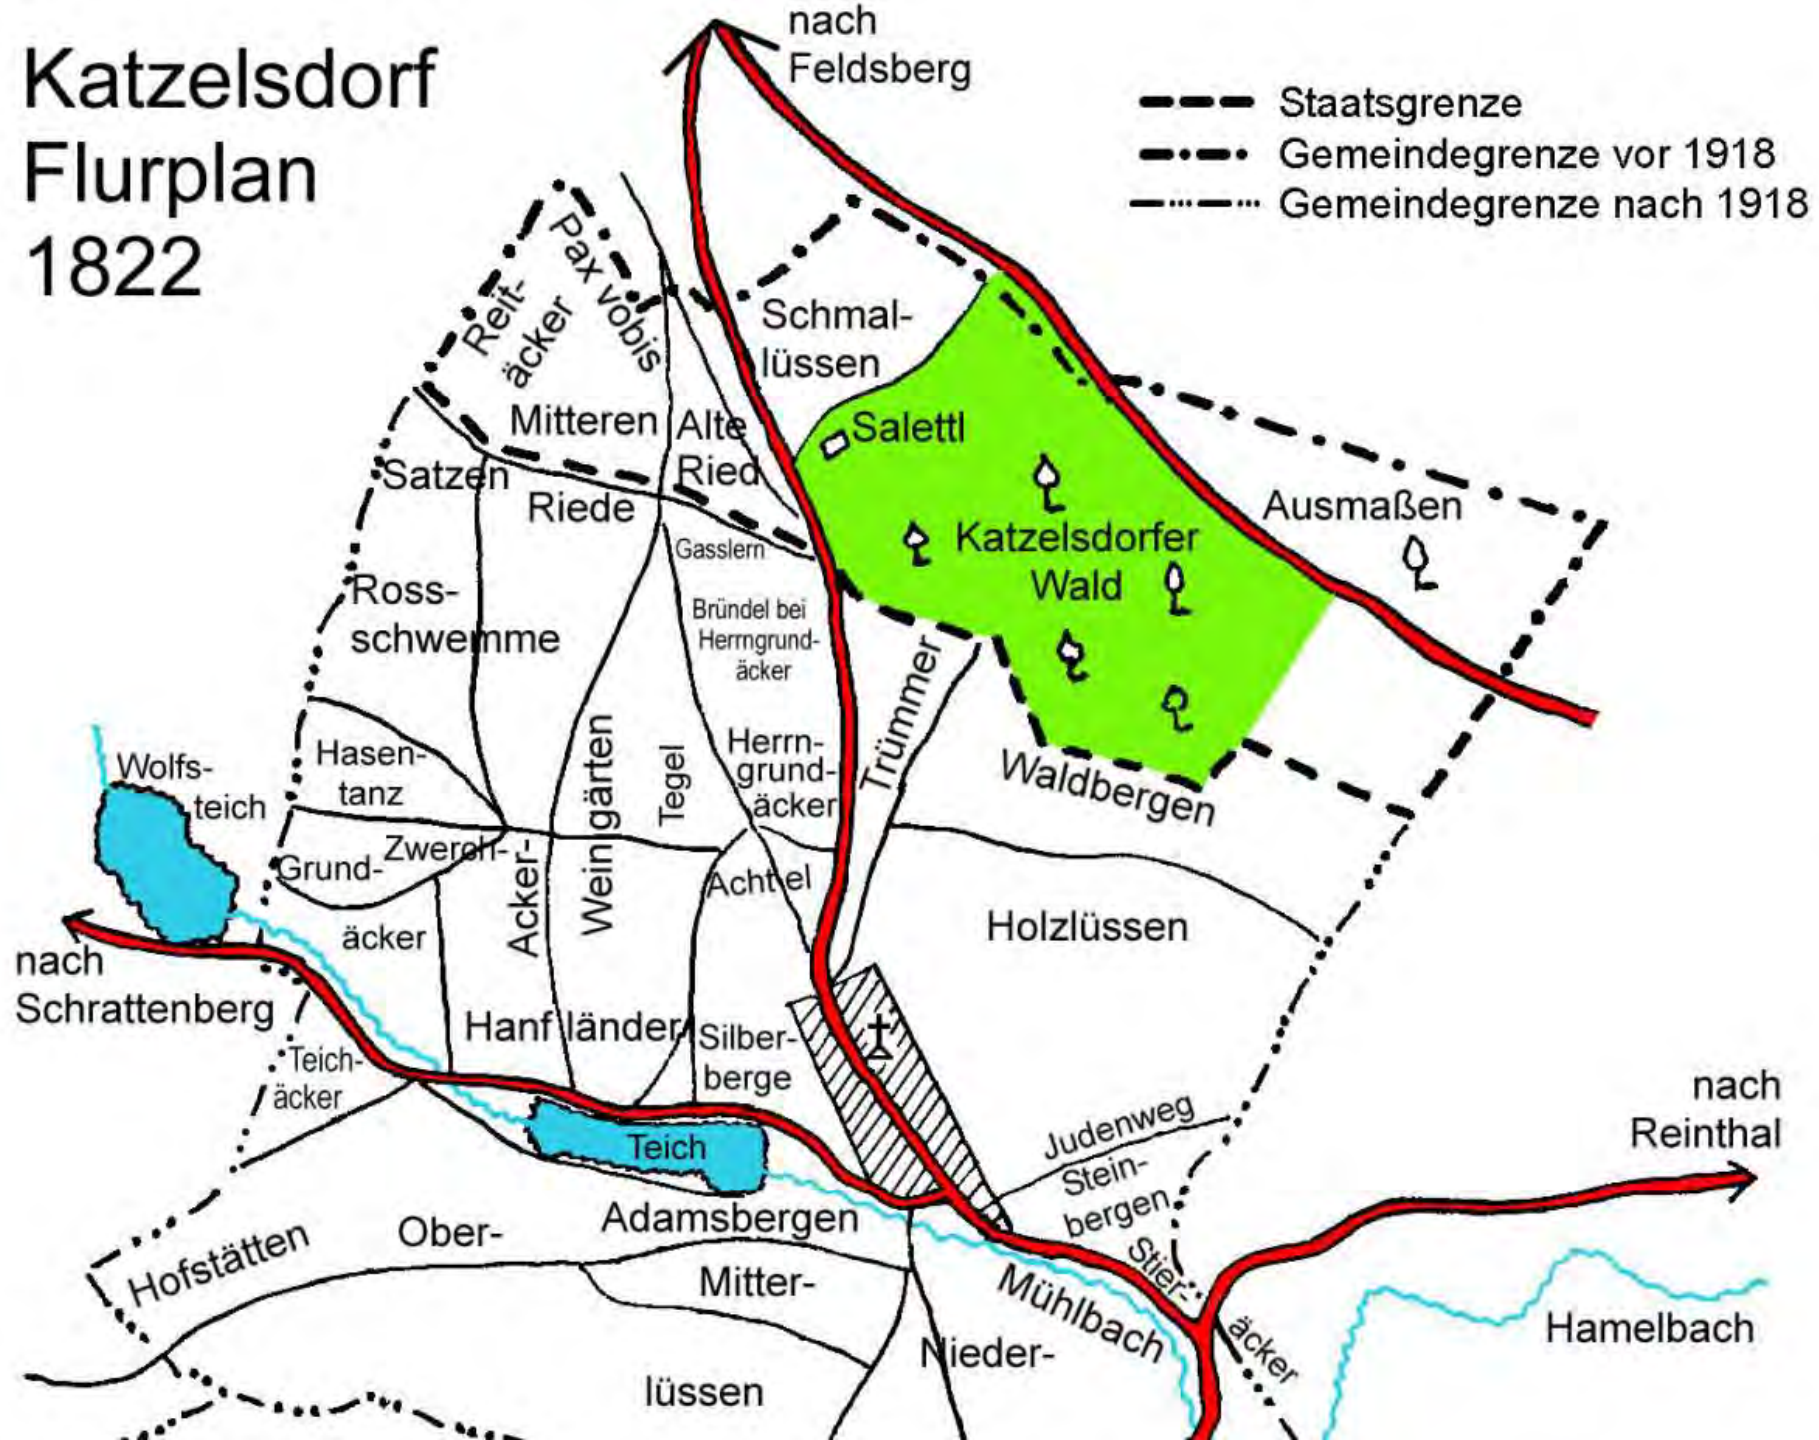 Katzelsdorf
Flurplan
1822
nach
Feldsberg
Staatsgrenze
Gemeindegrenze vor 1918
Gemeindegrenze nach 1918
Pax vobis
Reit-
äcker
Schmal-
lüssen
Mitteren
Alte
Ried
Salettl
Satzen
Riede
Ausmaßen
Gasslern
Katzelsdorfer
Wald
Ross-
schwemme
Bründel bei
Herrngrund-
äcker
Trümmer
Hasen-
tanz
Wolfs-
teich
Weingärten
Tegel
Herrn-
grund-
äcker
Waldbergen
Grund-
Zwerch-
äcker
Acker-
Achtel
Holzlüssen
nach
Schrattenberg
Hanfländer
Silber-
berge
Teich-
äcker
Teich
Judenweg
Stein-
bergen
nach
Reinthal
Hofstätten
Ober-
Adamsbergen
Stier-
äcker
Mitter-
Mühlbach
Hamelbach
Nieder-
lüssen